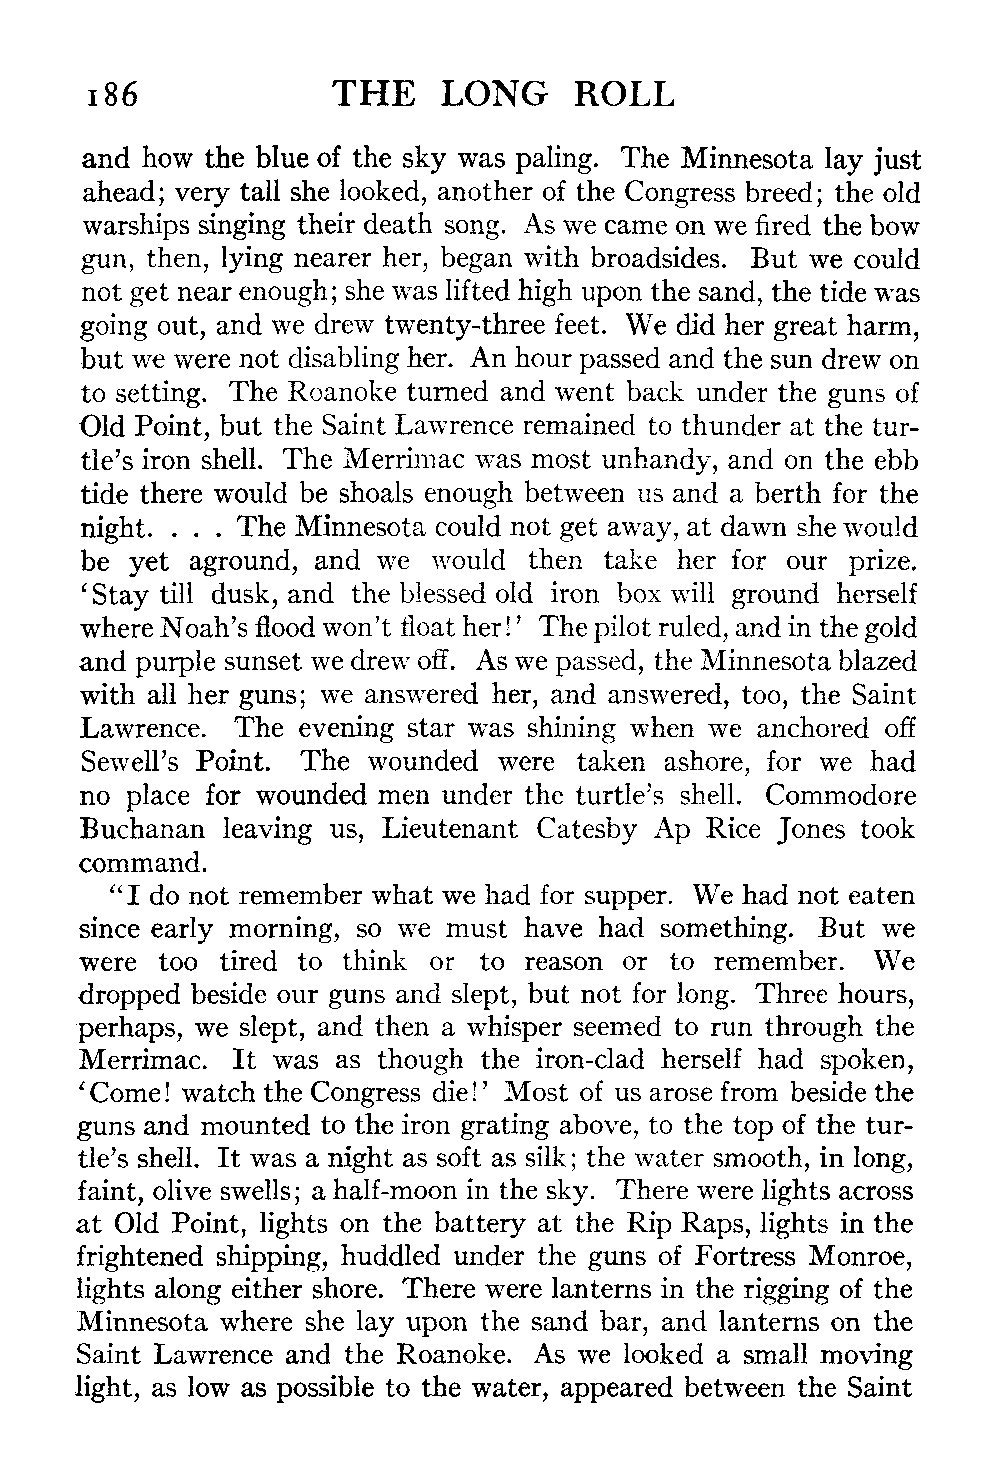 186 THE LONG ROLL
and how the blue of the sky was paling. The Minnesota lay just
ahead; very tall she looked, another of the Congress breed; the old
warships singing their death song. As we came on we fired the bow
gun, then, lying nearer her, began with broadsides. But we could
not get near enough; she was lifted high upon the sand, the tide was
going out, and we drew twenty-three feet. We did her great harm,
but we were not disabling her. An hour passed and the sun drew on
to setting. The Roanoke turned and went back under the guns of
Old Point, but the Saint Lawrence remained to thunder at the tur-
tle's iron shell. The Merrimac was most unhandy, and on the ebb
tide there would be shoals enough between us and a berth for the
night. . . . The Minnesota could not get away, at dawn she would
be yet aground, and we would then take her for our prize.
'Stay till dusk, and the blessed old iron box will ground herself
where Noah's flood won't float her!' The pilot ruled, and in the gold
and purple sunset we drew off. As we passed, the Minnesota blazed
with all her guns; we answered her, and answered, too, the Saint
Lawrence. The evening star was shining when we anchored off
Sewell's Point. The wounded were taken ashore, for we had
no place for wounded men under the turtle's shell. Commodore
Buchanan leaving us, Lieutenant Catesby Ap Rice Jones took
command.
"I do not remember what we had for supper. We had not eaten
since early morning, so we must have had something. But we
were too tired to think or to reason or to remember. We
dropped beside our guns and slept, but not for long. Three hours,
perhaps, we slept, and then a whisper seemed to run through the
Merrimac. It was as though the iron-clad herself had spoken,
'Come! watch the Congress die!' Most of us arose from beside the
guns and mounted to the iron grating above, to the top of the tur-
tle's shell. It was a night as soft as silk; the water smooth, in long,
faint, olive swells; a half-moon in the sky. There were lights across
at Old Point, lights on the battery at the Rip Raps, lights in the
frightened shipping, huddled under the guns of Fortress Monroe,
lights along either shore. There were lanterns in the rigging of the
Minnesota where she lay upon the sand bar, and lanterns on the
Saint Lawrence and the Roanoke. As we looked a small moving
light, as low as possible to the water, appeared between the Saint